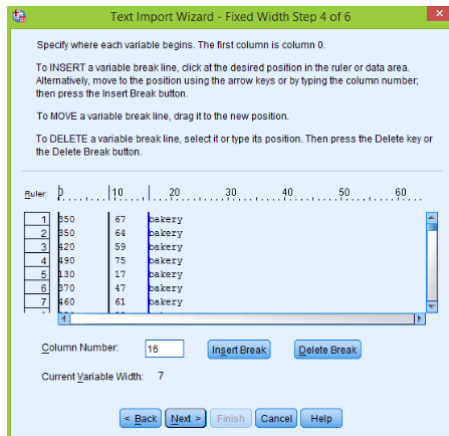 Text Import Wizard - Fixed Width Step 4 of 6
Specify where each variable begins. The first column is column 0.
To INSERT a variable break line, click at the desired position in the ruler or data area.
Alternatively, move to the position using the arrow keys or by typing the column number;
then press the Insert Break button.
To MOVE a variable break line, drag it to the new position.
To DELETE a variable break line, select it or type its position. Then press the Delete key or
the Delete Break button.
Ruler: 0 10 20 30 40 50 60
1 350 67 bakery
2 350 64 bakery
3 420 59 bakery
4 490 75 bakery
5 130 17 bakery
6 370 47 bakery
7 460 61 bakery
Column Number: 16 Insert Break Delete Break
Current Variable Width: 7
< Back Next > Finish Cancel Help